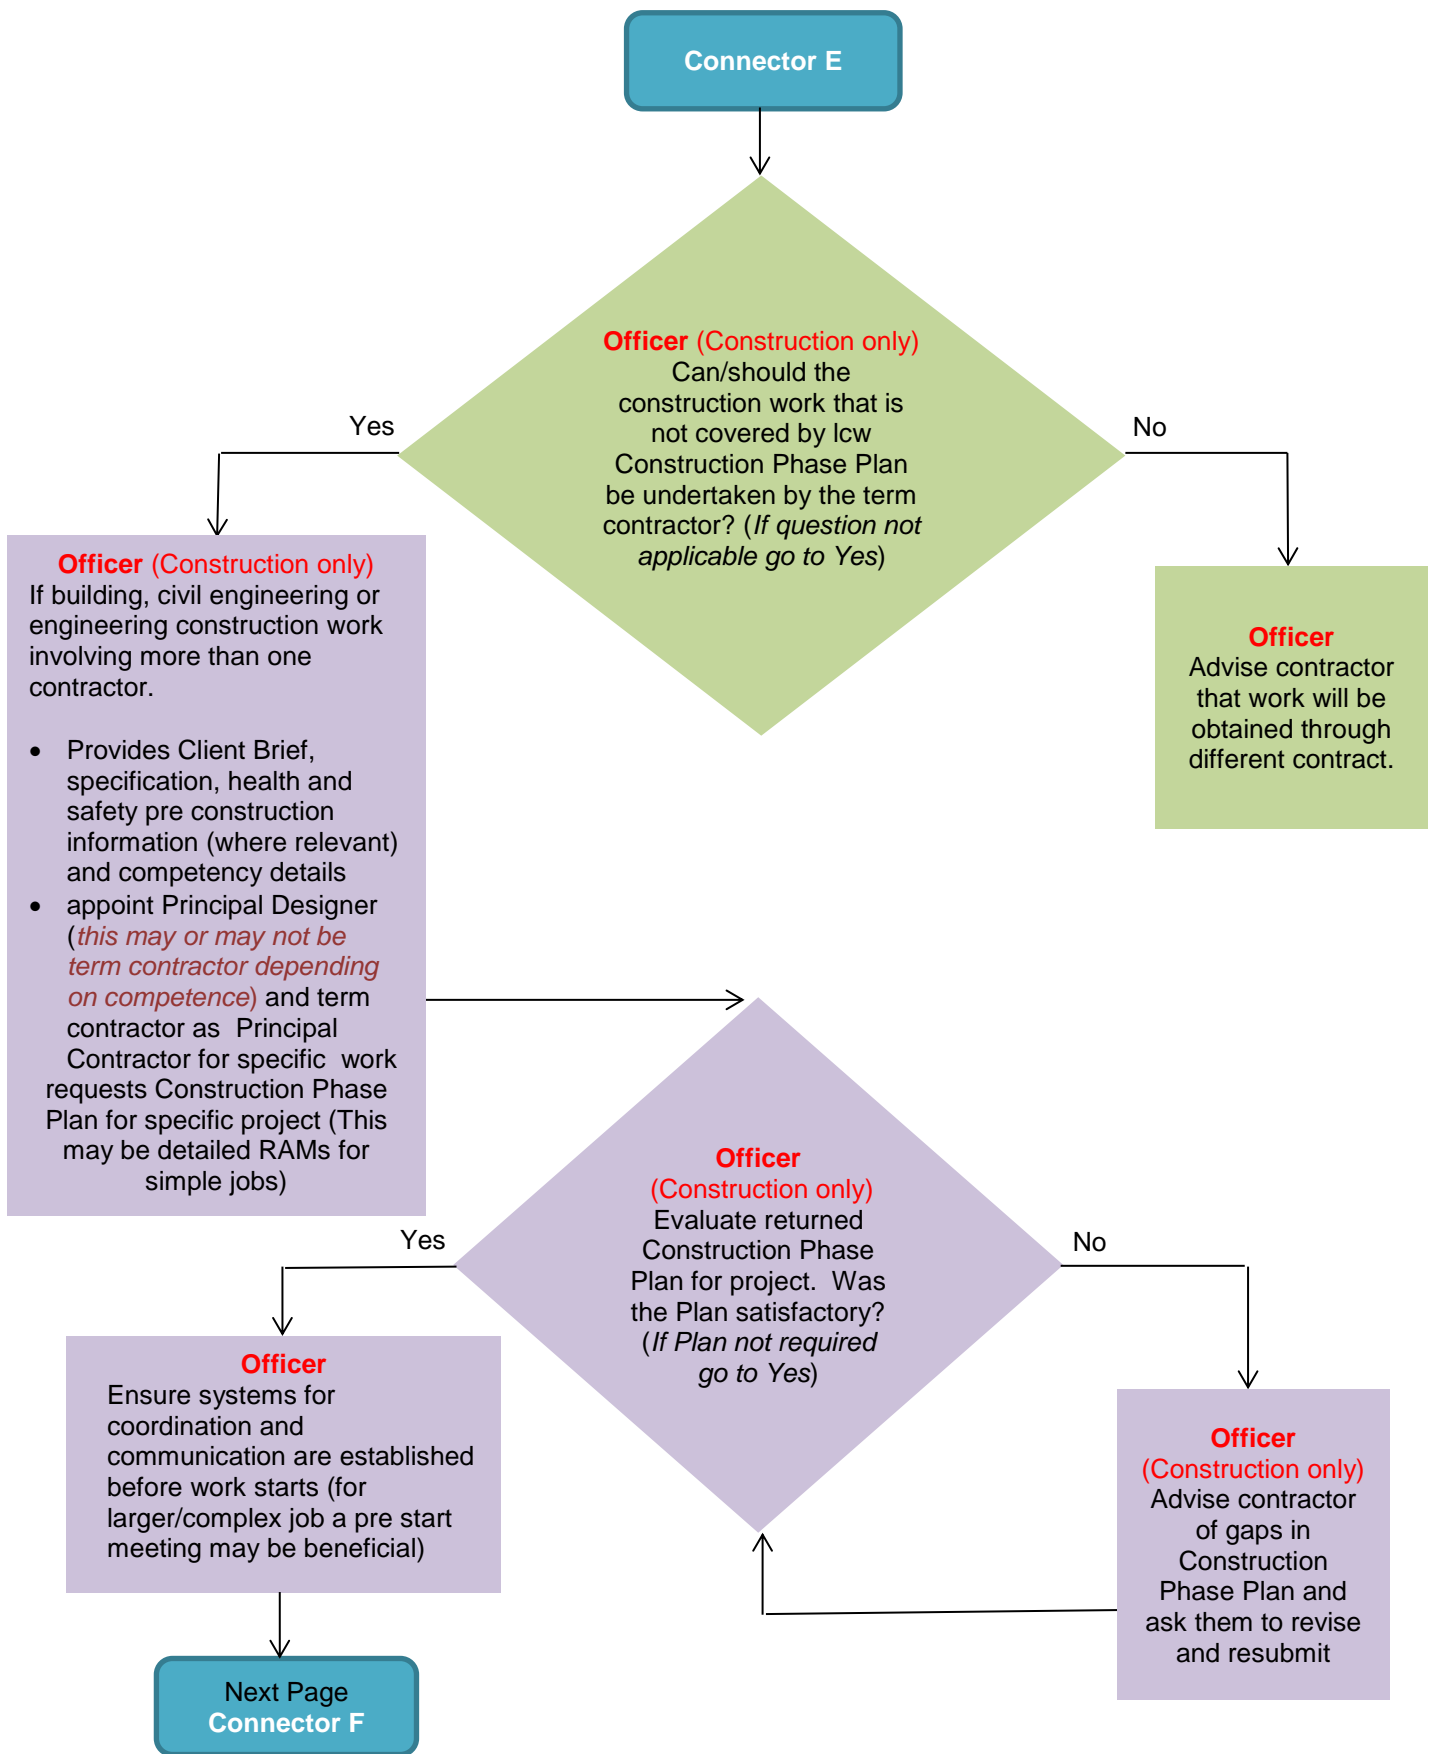 Connector E
Officer (Construction only)
Can/should the
construction work that is
not covered by lcw
Construction Phase Plan
be undertaken by the term
contractor? (If question not
applicable go to Yes)
Yes
No
Officer (Construction only)
If building, civil engineering or
engineering construction work
involving more than one
contractor.
• Provides Client Brief,
specification, health and
safety pre construction
information (where relevant)
and competency details
• appoint Principal Designer
(this may or may not be
term contractor depending
on competence) and term
contractor as Principal
Contractor for specific work
requests Construction Phase
Plan for specific project (This
may be detailed RAMs for
simple jobs)
Officer
Advise contractor
that work will be
obtained through
different contract.
Officer
(Construction only)
Evaluate returned
Construction Phase
Plan for project. Was
the Plan satisfactory?
(If Plan not required
go to Yes)
Yes
No
Officer
Ensure systems for
coordination and
communication are established
before work starts (for
larger/complex job a pre start
meeting may be beneficial)
Officer
(Construction only)
Advise contractor
of gaps in
Construction
Phase Plan and
ask them to revise
and resubmit
Next Page
Connector F